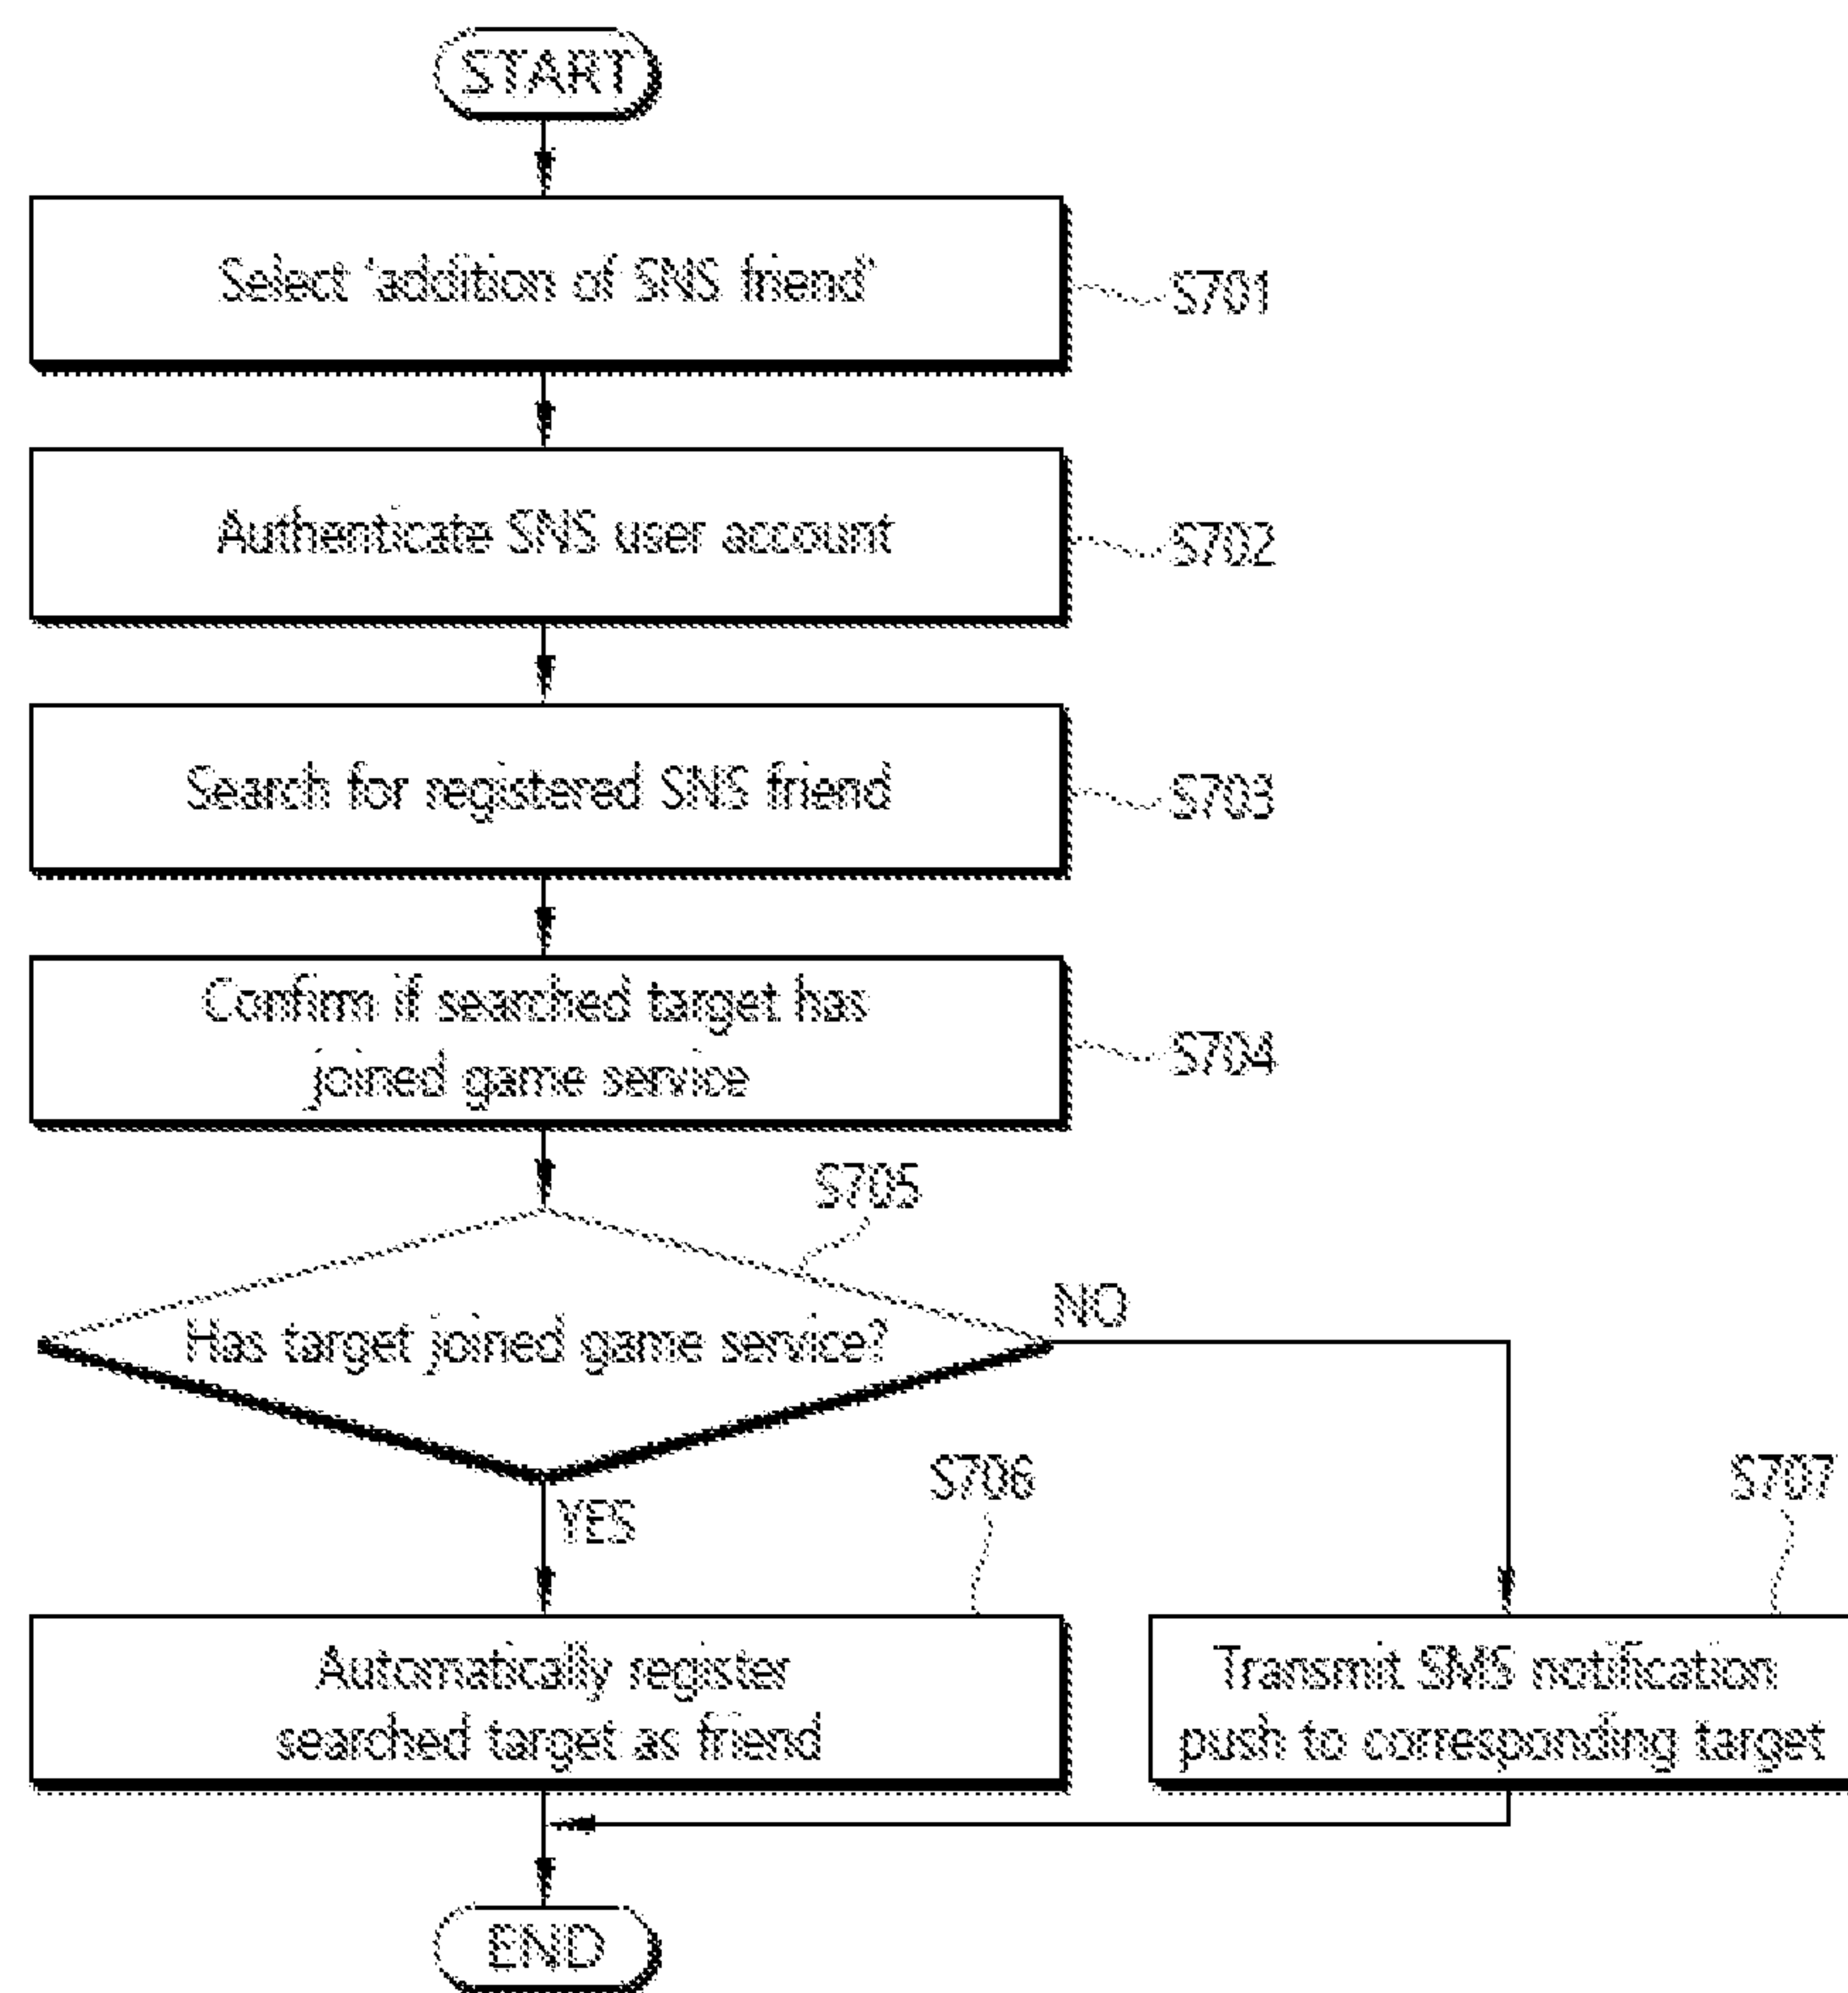 START
Select 'addition of SNS friend'
S701
Authenticate SNS user account
S702
Search for registered SNS friend
S703
Confirm if searched target has
joined game service
S704
S705
Has target joined game service?
NO
YES
S706
S707
Automatically register
searched target as friend
Transmit SMS notification
push to corresponding target
END